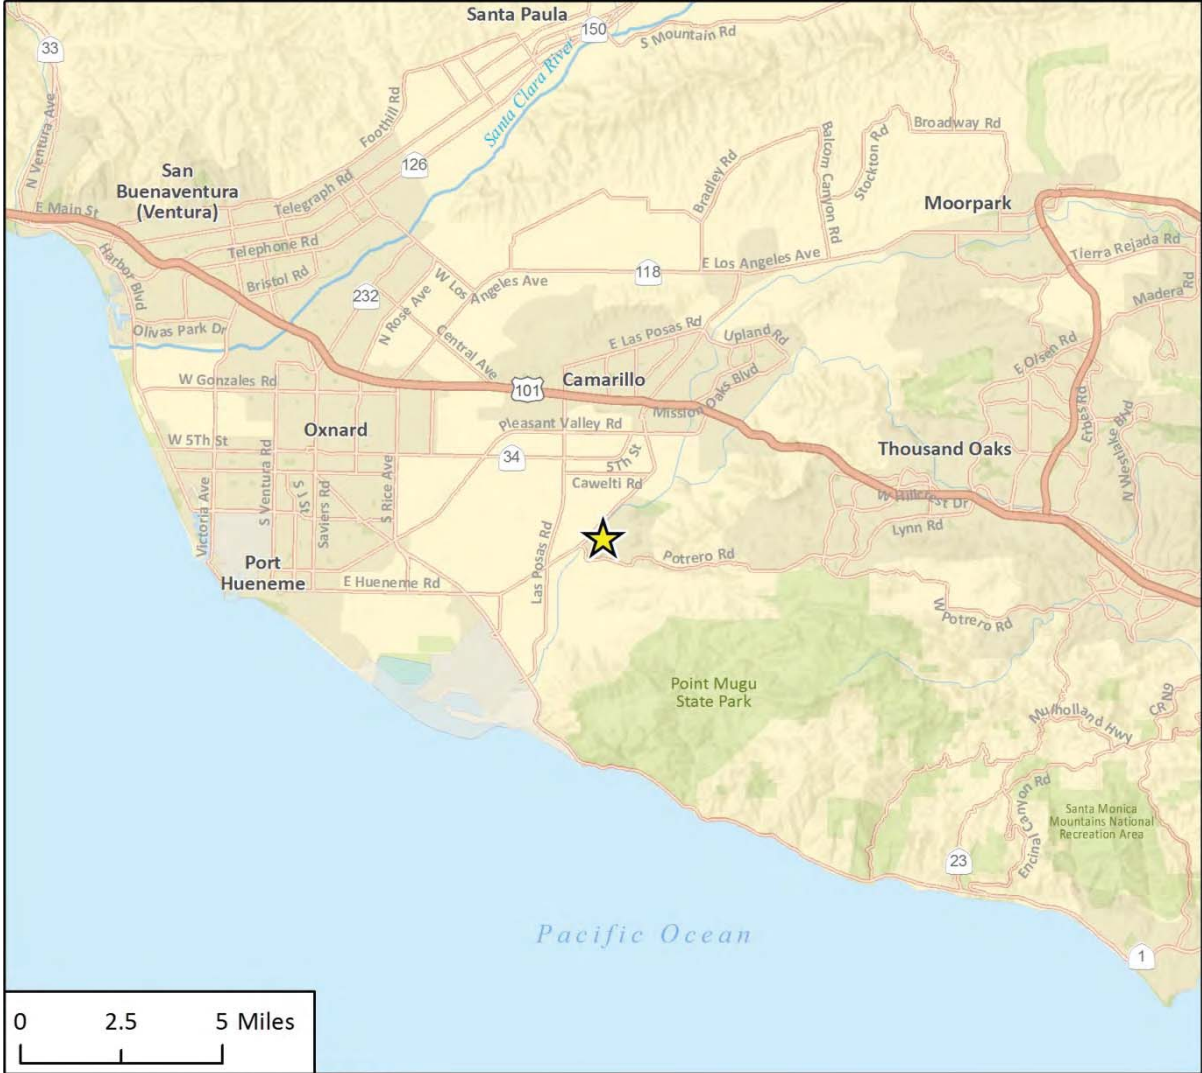 Santa Paula
150
S Mountain Rd
33
Santa Clara River
Foothill Rd
N Ventura Ave
126
Broadway Rd
Balcom Canyon Rd
Stockton Rd
Bradley Rd
San
Buenaventura
(Ventura)
Telegraph Rd
E Main St
Moorpark
Telephone Rd
Tierra Rejada Rd
Harbor Blvd
Bristol Rd
W Los Angeles Ave
118
E Los Angeles Ave
Madera Rd
232
N Rose Ave
Olivas Park Dr
Central Ave
E Las Posas Rd
Upland Rd
E Olsen Rd
W Gonzales Rd
101
Camarillo
Mission Oaks Blvd
Erbes Rd
N Westlake Blvd
Oxnard
Pleasant Valley Rd
W 5Th St
34
5Th St
Thousand Oaks
Cawelti Rd
Victoria Ave
S Ventura Rd
S J St
Saviers Rd
S Rice Ave
W Hillcrest Dr
Lynn Rd
Las Posas Rd
Potrero Rd
Port
Hueneme
E Hueneme Rd
W Potrero Rd
Point Mugu
State Park
CR N9
Mulholland Hwy
Encinal Canyon Rd
Santa Monica
Mountains National
Recreation Area
23
Pacific Ocean
1
0 2.5 5 Miles